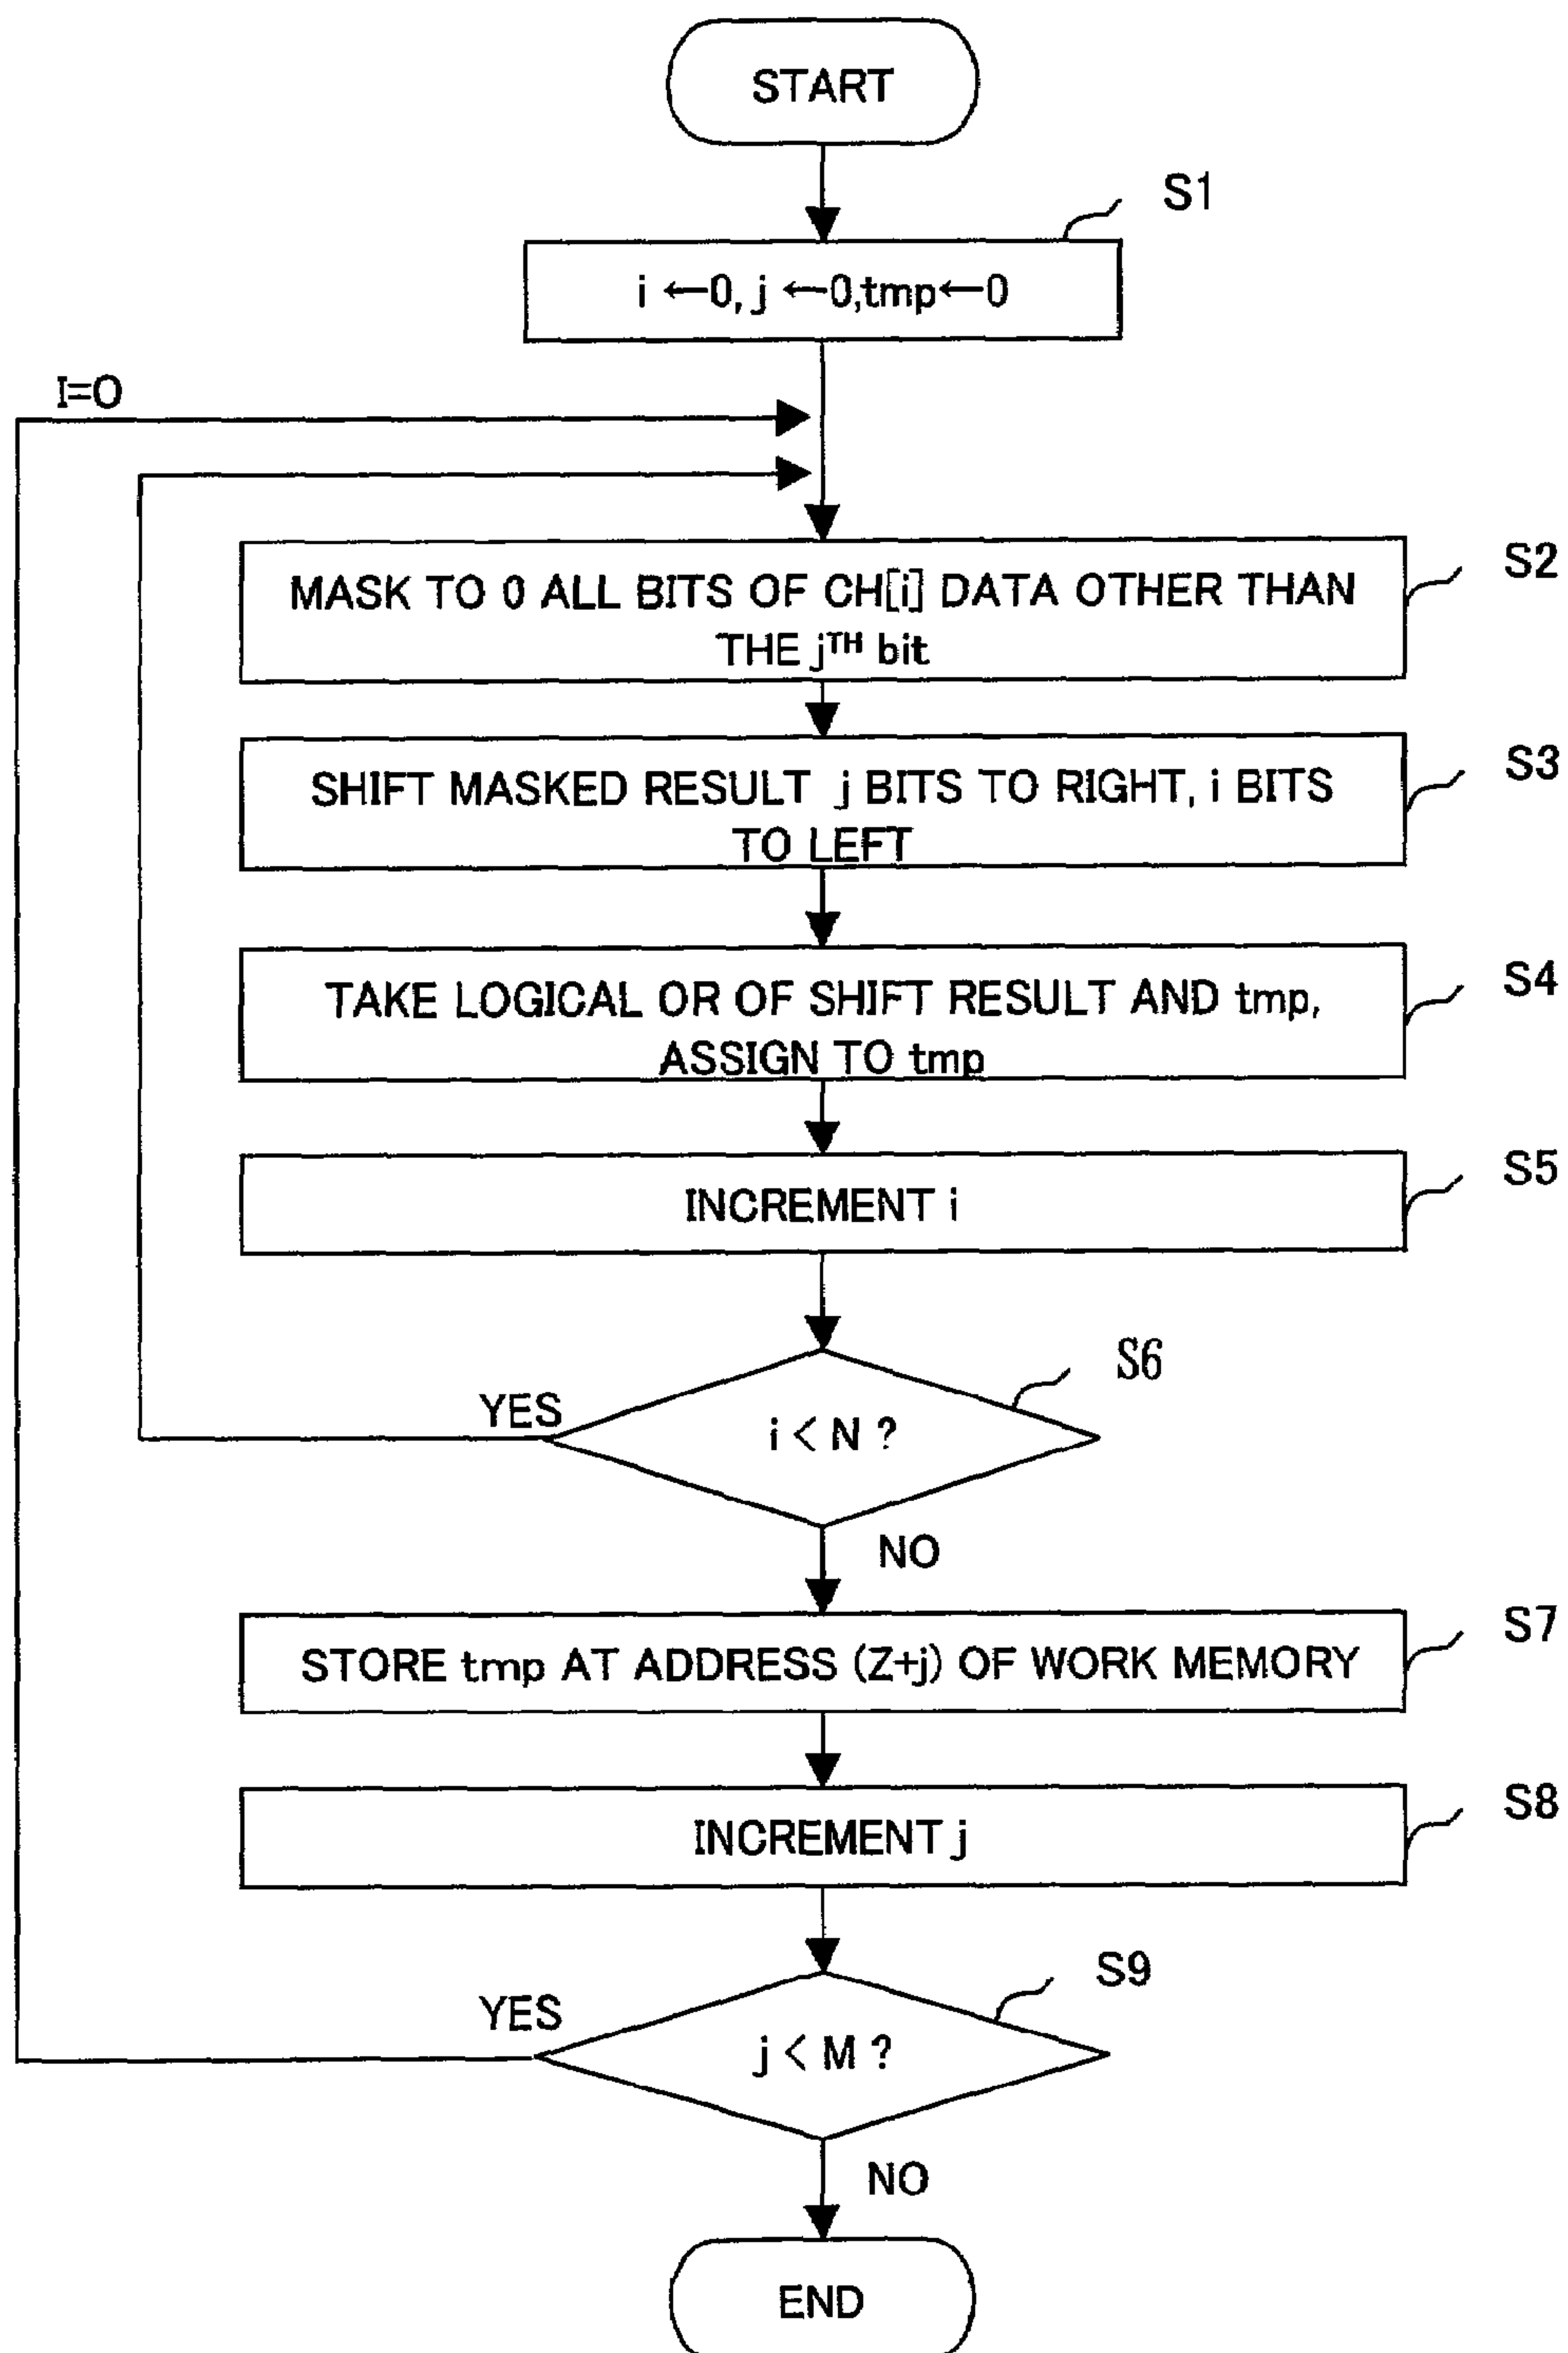 START
S1
i ←0, j ←0,tmp←0
I=0
S2
MASK TO 0 ALL BITS OF CH[i] DATA OTHER THAN
THE jTH bit
S3
SHIFT MASKED RESULT j BITS TO RIGHT, i BITS
TO LEFT
S4
TAKE LOGICAL OR OF SHIFT RESULT AND tmp,
ASSIGN TO tmp
S5
INCREMENT i
S6
YES
i < N ?
NO
S7
STORE tmp AT ADDRESS (Z+j) OF WORK MEMORY
S8
INCREMENT j
S9
YES
j < M ?
NO
END